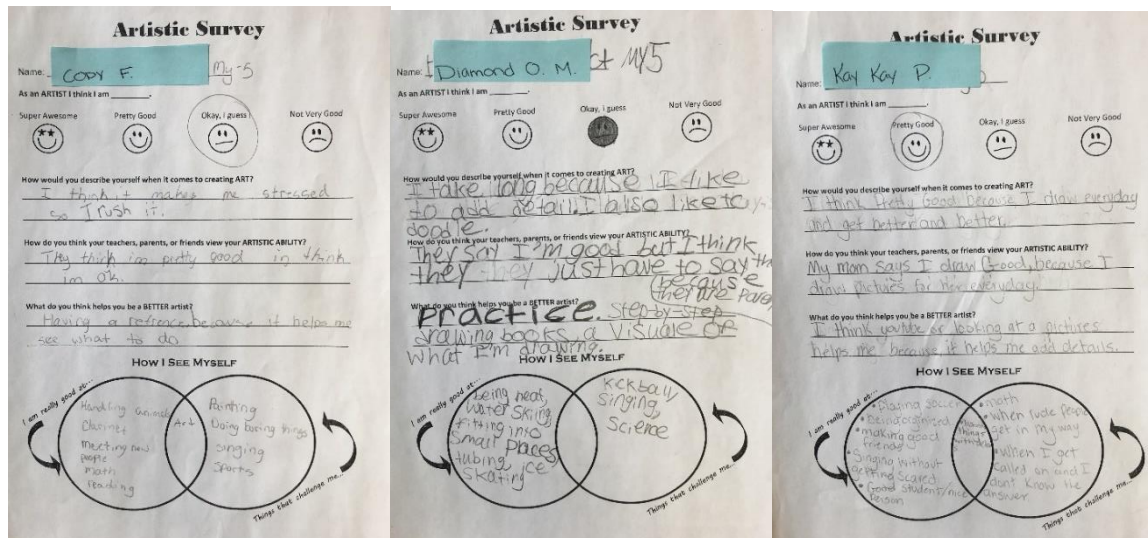 Artistic Survey
Name: Cody F. My-5
As an ARTIST I think I am ______.
Super Awesome Pretty Good Okay, i guess Not Very Good
How would you describe yourself when it comes to creating ART?
I think it makes me stressed
so I rush it.
How do you think your teachers, parents, or friends view your ARTISTIC ABILITY?
They think im pretty good in think
im ok.
What do you think helps you be a BETTER artist?
Having a refrence because it helps me
see what to do
HOW I SEE MYSELF
I am really good at...
Handling animals
Clarinet
meeting new
people
math
reading
Art
Painting
Doing boring things
singing
Sports
Things that challenge me...
Artistic Survey
Name: Diamond O. M. ct MY5
As an ARTIST I think I am ______.
Super Awesome Pretty Good Okay, i guess Not Very Good
How would you describe yourself when it comes to creating ART?
I take long because I like
to add detail. I also like to
doodle.
How do you think your teachers, parents, or friends view your ARTISTIC ABILITY?
They say I'm good but I think
they just have to say
(because
they are
What do you think helps you be a BETTER artist?
Practice. Step-by-step
drawing books, a visuale of
what I'm drawing.
HOW I SEE MYSELF
I am really good at...
being neat,
water skiing,
fitting into
small places,
tubing, ice
skating
kickball,
singing,
Science
Things that challenge me...
Artistic Survey
Name: Kay Kay P.
As an ARTIST I think I am ______.
Super Awesome Pretty Good Okay, i guess Not Very Good
How would you describe yourself when it comes to creating ART?
I think Pretty Good because I draw everyday
and get better and better.
How do you think your teachers, parents, or friends view your ARTISTIC ABILITY?
My mom says I draw Good, because I
draw pictures for her everyday.
What do you think helps you be a BETTER artist?
I think youtube or looking at a pictures
helps me because it helps me add details.
HOW I SEE MYSELF
I am really good at...
• Playing soccer
• being organized
• making good
friends
• Singing without
getting scared
• Good student/nice
person
• math
• when rude people
get in my way
• When I get
called on and I
dont know the
answer
Things that challenge me...